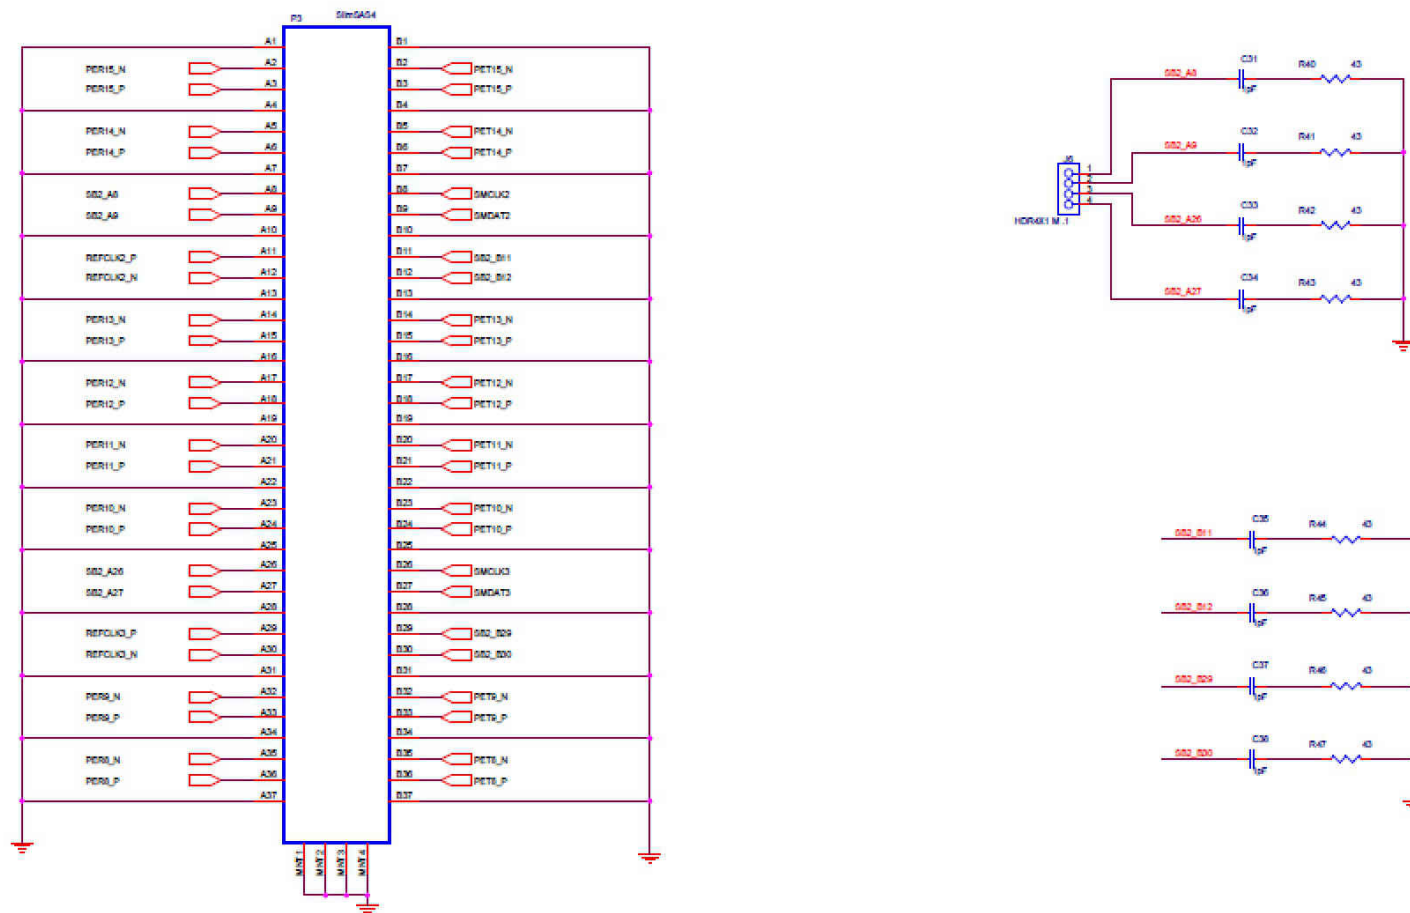 P3 SlimSAS4
A1 B1
PER15_N A2 B2 PET15_N
PER15_P A3 B3 PET15_P
A4 B4
PER14_N A5 B5 PET14_N
PER14_P A6 B6 PET14_P
A7 B7
SB2_A8 A8 B8 SMCLK2
SB2_A9 A9 B9 SMDAT2
A10 B10
REFCLK2_P A11 B11 SB2_B11
REFCLK2_N A12 B12 SB2_B12
A13 B13
PER13_N A14 B14 PET13_N
PER13_P A15 B15 PET13_P
A16 B16
PER12_N A17 B17 PET12_N
PER12_P A18 B18 PET12_P
A19 B19
PER11_N A20 B20 PET11_N
PER11_P A21 B21 PET11_P
A22 B22
PER10_N A23 B23 PET10_N
PER10_P A24 B24 PET10_P
A25 B25
SB2_A26 A26 B26 SMCLK3
SB2_A27 A27 B27 SMDAT3
A28 B28
REFCLK3_P A29 B29 SB2_B29
REFCLK3_N A30 B30 SB2_B30
A31 B31
PER9_N A32 B32 PET9_N
PER9_P A33 B33 PET9_P
A34 B34
PER8_N A35 B35 PET8_N
PER8_P A36 B36 PET8_P
A37 B37
MNT1 MNT2 MNT3 MNT4
C31 R40 43
SB2_A8
1pF
C32 R41 43
SB2_A9
1pF
J6
1
2
3
4
HDR4X1 M .1
C33 R42 43
SB2_A26
1pF
C34 R43 43
SB2_A27
1pF
C35 R44 43
SB2_B11
1pF
C36 R45 43
SB2_B12
1pF
C37 R46 43
SB2_B29
1pF
C38 R47 43
SB2_B30
1pF